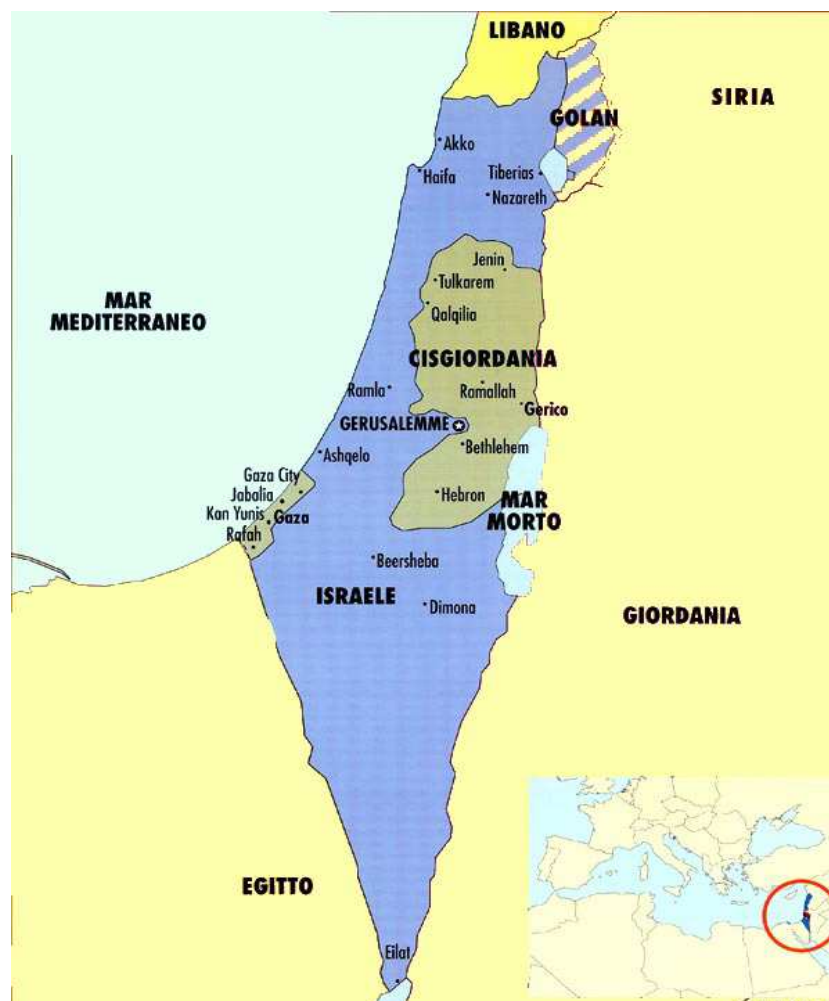 LIBANO
SIRIA
GOLAN
Akko
Haifa
Tiberias
Nazareth
Jenin
Tulkarem
MAR
MEDITERRANEO
Qalqilia
CISGIORDANIA
Ramla
Ramallah
Gerico
GERUSALEMME
Bethlehem
Ashqelo
Gaza City
Jabalia
Hebron
MAR
MORTO
Kan Yunis
Gaza
Rafah
Beersheba
ISRAELE
Dimona
GIORDANIA
EGITTO
Eilat